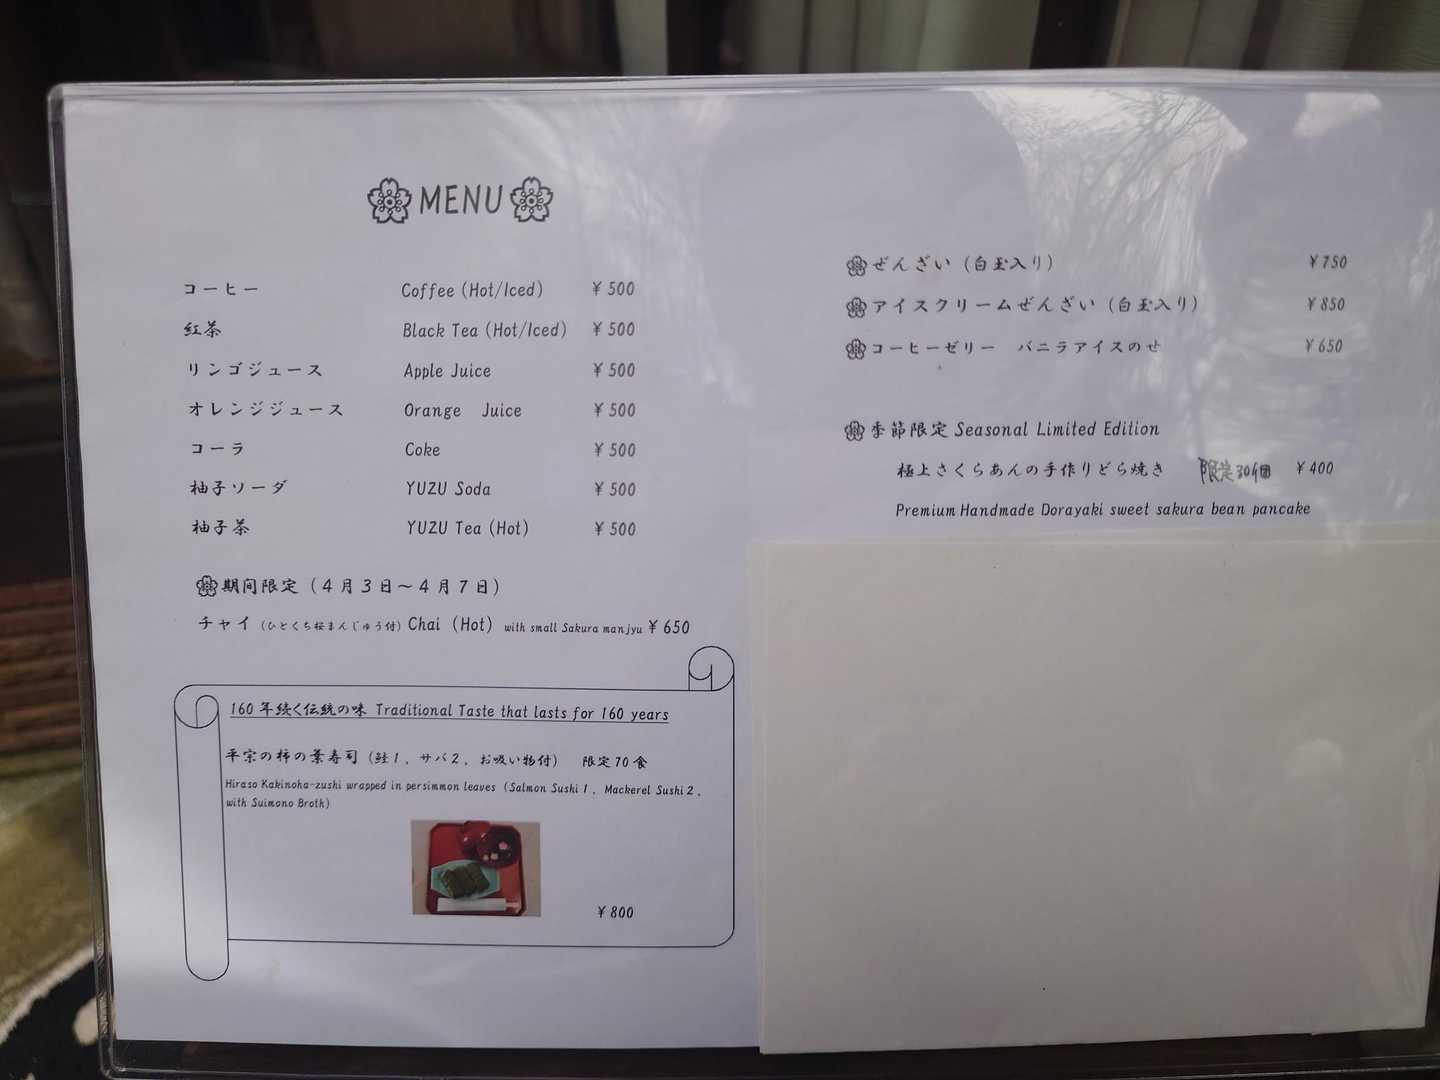 MENU
コーヒー Coffee (Hot/Iced) ¥500
紅茶 Black Tea (Hot/Iced) ¥500
リンゴジュース Apple Juice ¥500
オレンジジュース Orange Juice ¥500
コーラ Coke ¥500
柚子ソーダ YUZU Soda ¥500
柚子茶 YUZU Tea (Hot) ¥500
期間限定（4月3日～4月7日）
チャイ（ひとくち桜まんじゅう付）Chai (Hot) with small Sakura manjyu ¥650
160年続く伝統の味 Traditional Taste that lasts for 160 years
平宗の柿の葉寿司（鮭1、サバ2、お吸い物付） 限定70食
Hiraso Kakinoha-zushi wrapped in persimmon leaves (Salmon Sushi 1、Mackerel Sushi 2、
with Suimono Broth)
¥800
ぜんざい（白玉入り） ¥750
アイスクリームぜんざい（白玉入り） ¥850
コーヒーゼリー バニラアイスのせ ¥650
季節限定 Seasonal Limited Edition
極上さくらあんの手作りどら焼き 限定30個 ¥400
Premium Handmade Dorayaki sweet sakura bean pancake